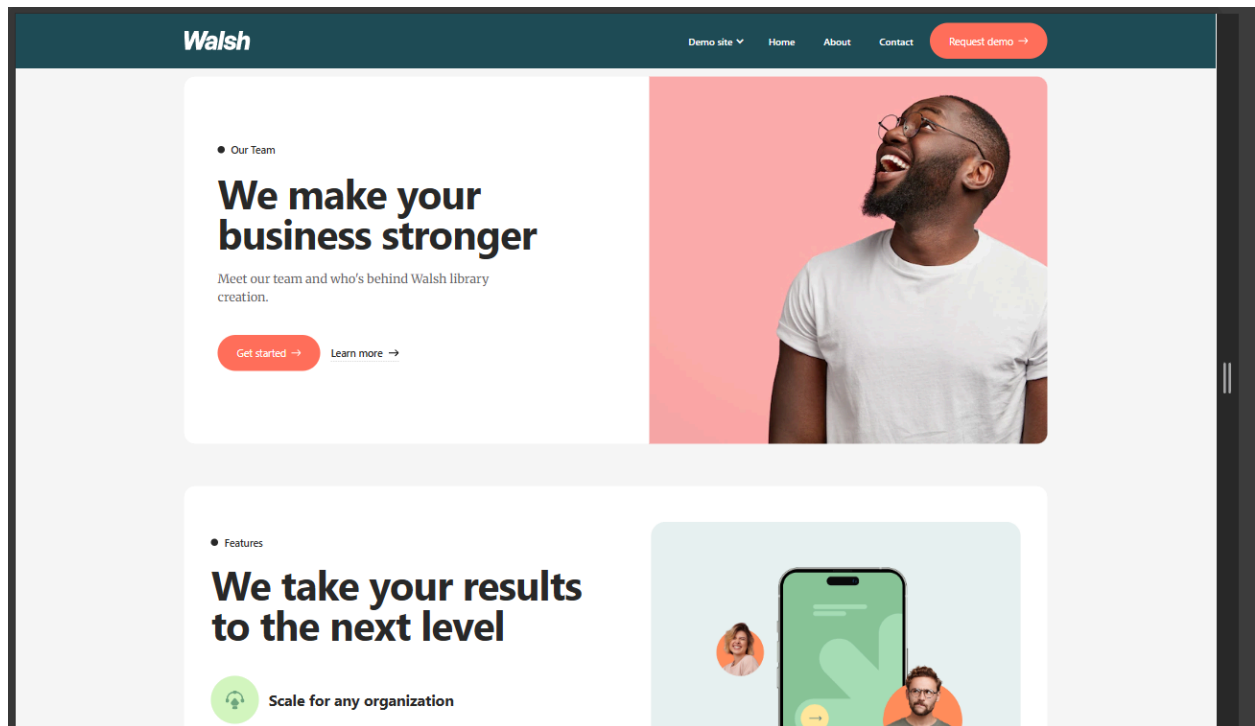 Walsh
Demo site
Home
About
Contact
Request demo →
Our Team
We make your
business stronger
Meet our team and who's behind Walsh library
creation.
Get started →
Learn more →
Features
We take your results
to the next level
Scale for any organization